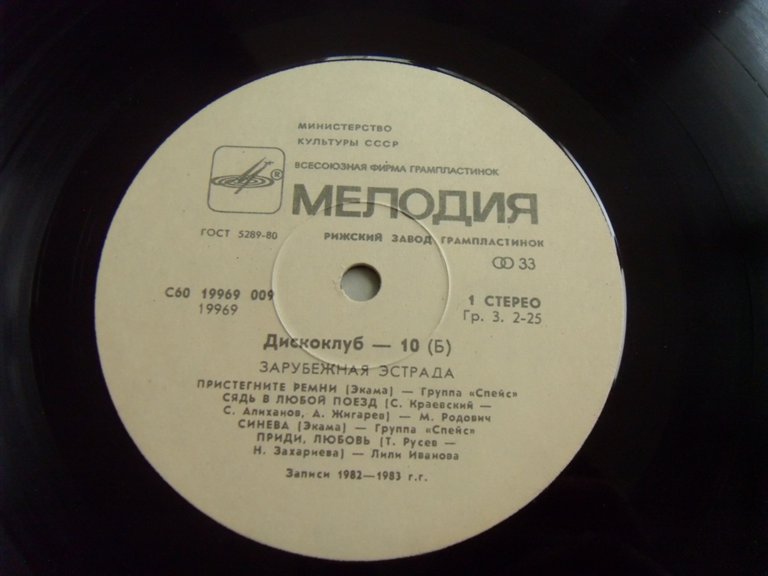 МИНИСТЕРСТВО
КУЛЬТУРЫ СССР
ВСЕСОЮЗНАЯ ФИРМА ГРАМПЛАСТИНОК
® МЕЛОДИЯ
ГОСТ 5289-80 РИЖСКИЙ ЗАВОД ГРАМПЛАСТИНОК
33
С60 19969 009 1 СТЕРЕО
19969 Гр. 3. 2-25
Дискоклуб — 10 (Б)
ЗАРУБЕЖНАЯ ЭСТРАДА
ПРИСТЕГНИТЕ РЕМНИ (Экама) — Группа «Спейс»
СЯДЬ В ЛЮБОЙ ПОЕЗД (С. Краевский —
С. Алиханов, А. Жигарев) — М. Родович
СИНЕВА (Экама) — Группа «Спейс»
ПРИДИ, ЛЮБОВЬ (Т. Русев —
Н. Захариева) — Лили Иванова
Записи 1982—1983 г.г.